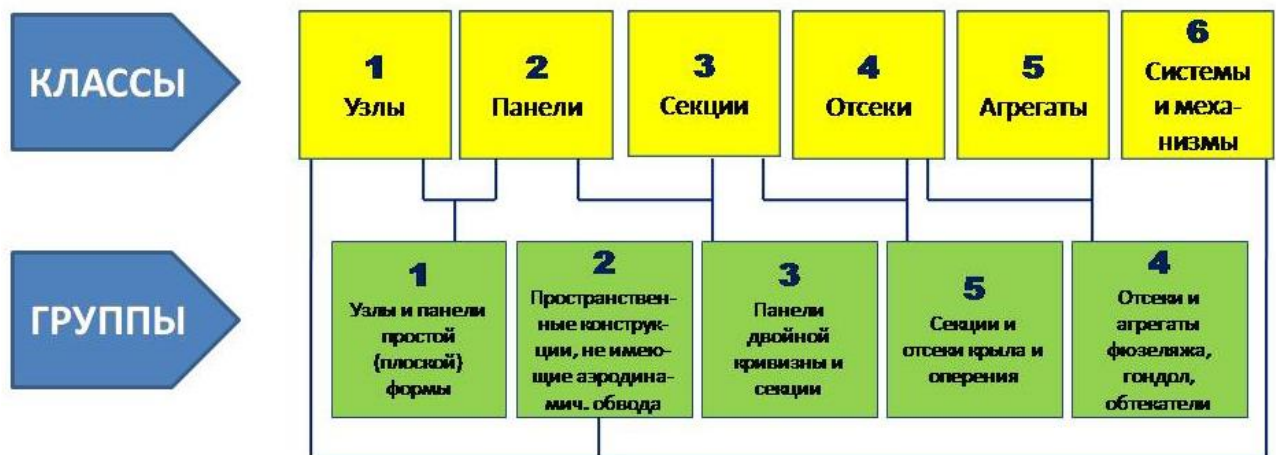 КЛАССЫ
1
Узлы
2
Панели
3
Секции
4
Отсеки
5
Агрегаты
6
Системы
и меха-
низмы
ГРУППЫ
1
Узлы и панели
простой
(плоской)
формы
2
Пространствен-
ные конструк-
ции, не имею-
щие аэродина-
мич. обвода
3
Панели
двойной
кривизны и
секции
5
Секции и
отсеки крыла и
оперения
4
Отсеки и
агрегаты
фюзеляжа,
гондол,
обтекатели